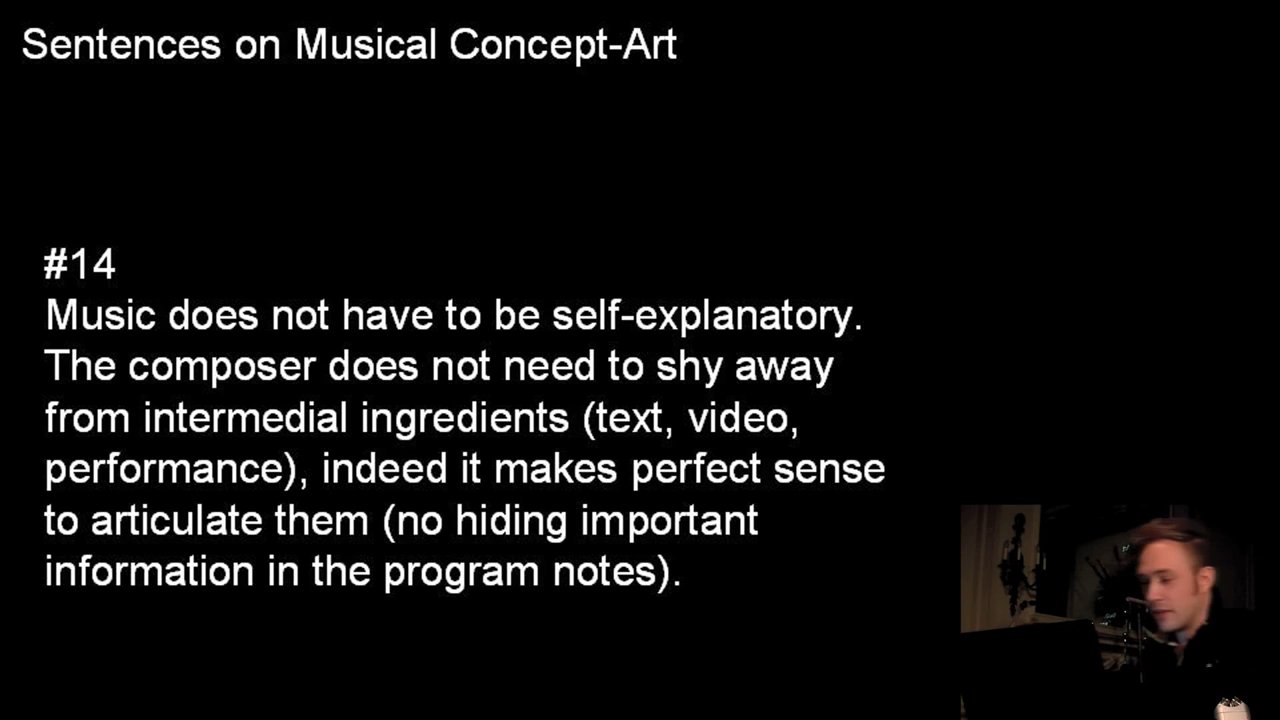 Sentences on Musical Concept-Art
#14
Music does not have to be self-explanatory.
The composer does not need to shy away
from intermedial ingredients (text, video,
performance), indeed it makes perfect sense
to articulate them (no hiding important
information in the program notes).